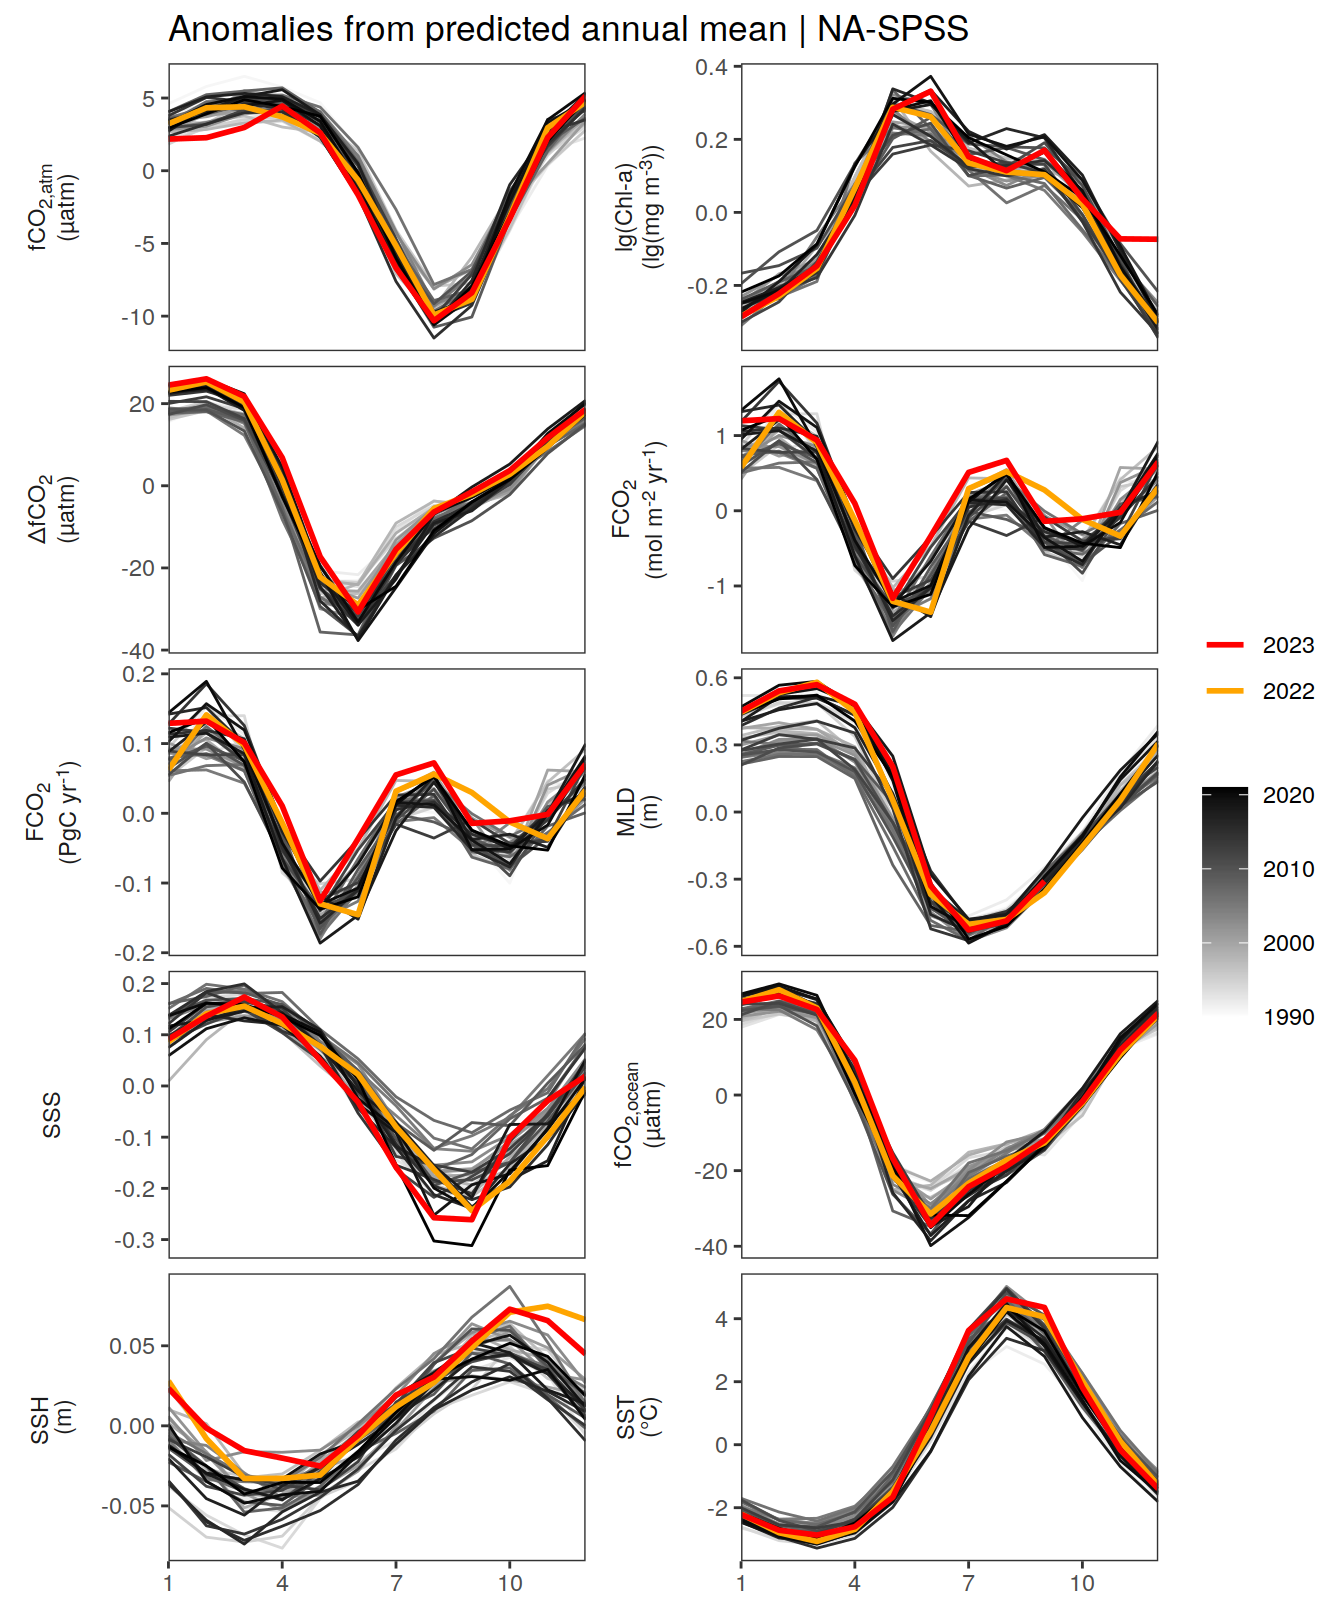 Anomalies from predicted annual mean | NA-SPSS
fCO2,atm
(µatm)
5
0
-5
-10
lg(Chl-a)
(lg(mg m-3))
0.4
0.2
0.0
-0.2
ΔfCO2
(µatm)
20
0
-20
-40
FCO2
(mol m-2 yr-1)
1
0
-1
FCO2
(PgC yr-1)
0.2
0.1
0.0
-0.1
-0.2
MLD
(m)
0.6
0.3
0.0
-0.3
-0.6
SSS
0.2
0.1
0.0
-0.1
-0.2
-0.3
fCO2,ocean
(µatm)
20
0
-20
-40
SSH
(m)
0.05
0.00
-0.05
1 4 7 10
SST
(°C)
4
2
0
-2
1 4 7 10
2023
2022
2020
2010
2000
1990